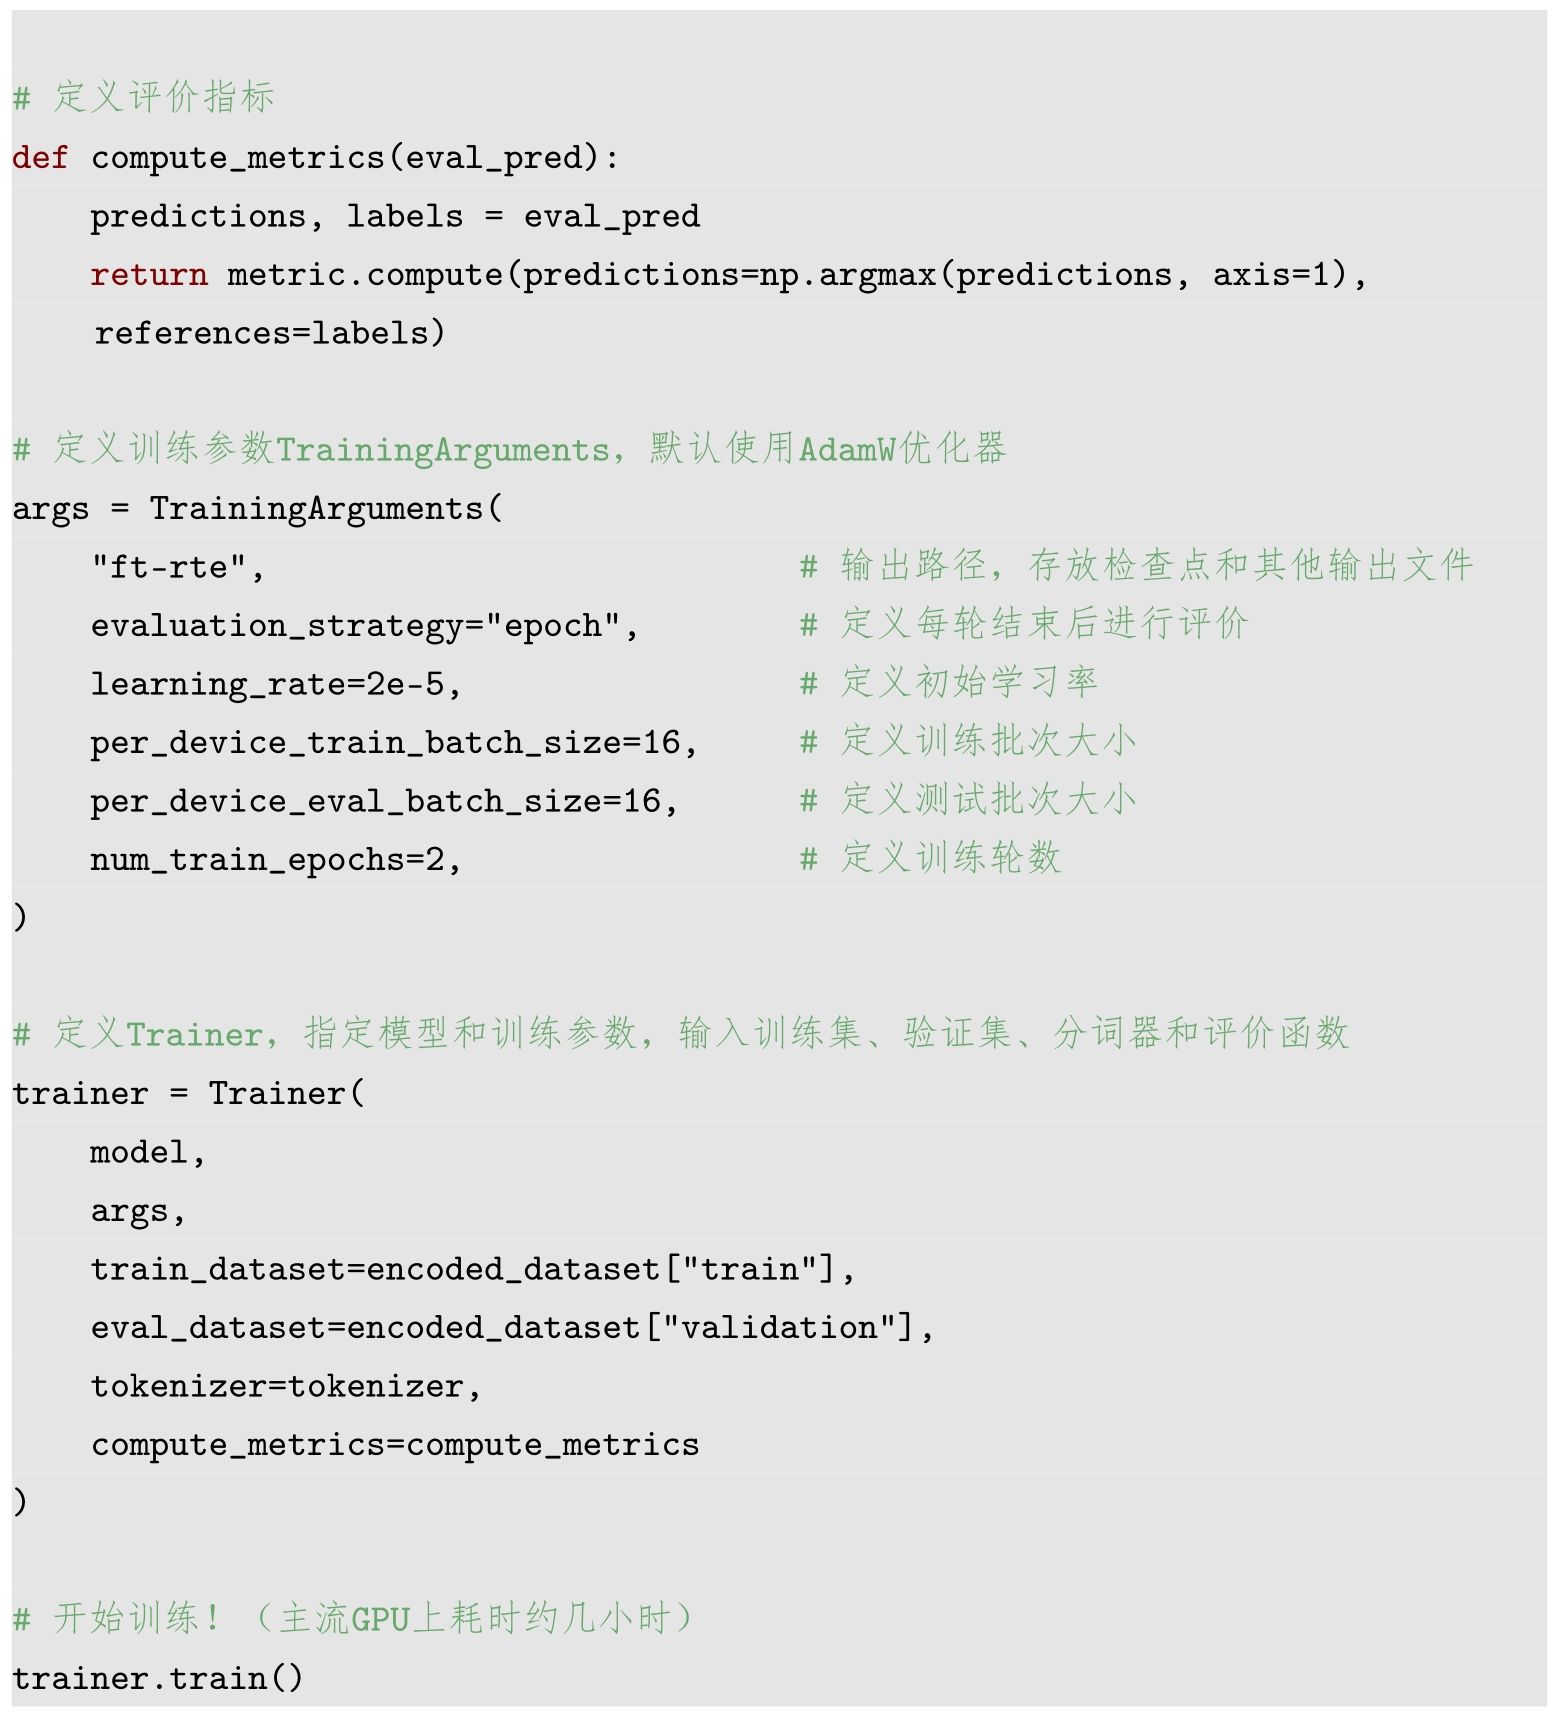 # 定义评价指标
def compute_metrics(eval_pred):
    predictions, labels = eval_pred
    return metric.compute(predictions=np.argmax(predictions, axis=1),
    references=labels)

# 定义训练参数TrainingArguments，默认使用AdamW优化器
args = TrainingArguments(
    "ft-rte",                           # 输出路径，存放检查点和其他输出文件
    evaluation_strategy="epoch",        # 定义每轮结束后进行评价
    learning_rate=2e-5,                 # 定义初始学习率
    per_device_train_batch_size=16,     # 定义训练批次大小
    per_device_eval_batch_size=16,      # 定义测试批次大小
    num_train_epochs=2,                 # 定义训练轮数
)

# 定义Trainer，指定模型和训练参数，输入训练集、验证集、分词器和评价函数
trainer = Trainer(
    model,
    args,
    train_dataset=encoded_dataset["train"],
    eval_dataset=encoded_dataset["validation"],
    tokenizer=tokenizer,
    compute_metrics=compute_metrics
)

# 开始训练！（主流GPU上耗时约几小时）
trainer.train()